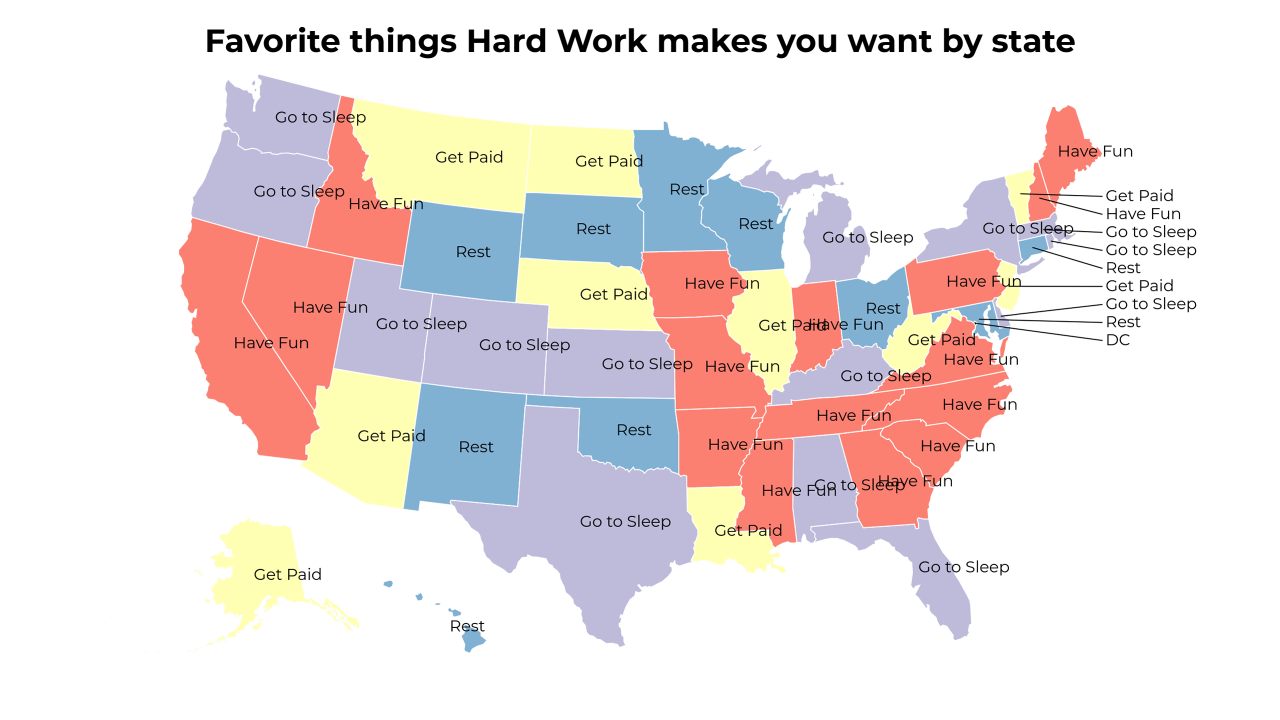 Favorite things Hard Work makes you want by state
Go to Sleep
Have Fun
Get Paid
Get Paid
Rest
Go to Sleep
Rest
Get Paid
Have Fun
Have Fun
Rest
Rest
Go to Sleep
Go to Sleep
Have Fun
Rest
Go to Sleep
Go to Sleep
Get Paid
Rest
Get Paid
Have Fun
Have Fun
Go to Sleep
Have Fun
Go to Sleep
Rest
Have Fun
Get Paid
Have Fun
Rest
Get Paid
DC
Get Paid
Have Fun
Go to Sleep
Go to Sleep
Have Fun
Have Fun
Go to Sleep
Have Fun
Have Fun
Have Fun
Get Paid
Rest
Rest
Have Fun
Have Fun
Go to Sleep
Have Fun
Go to Sleep
Get Paid
Go to Sleep
Get Paid
Rest